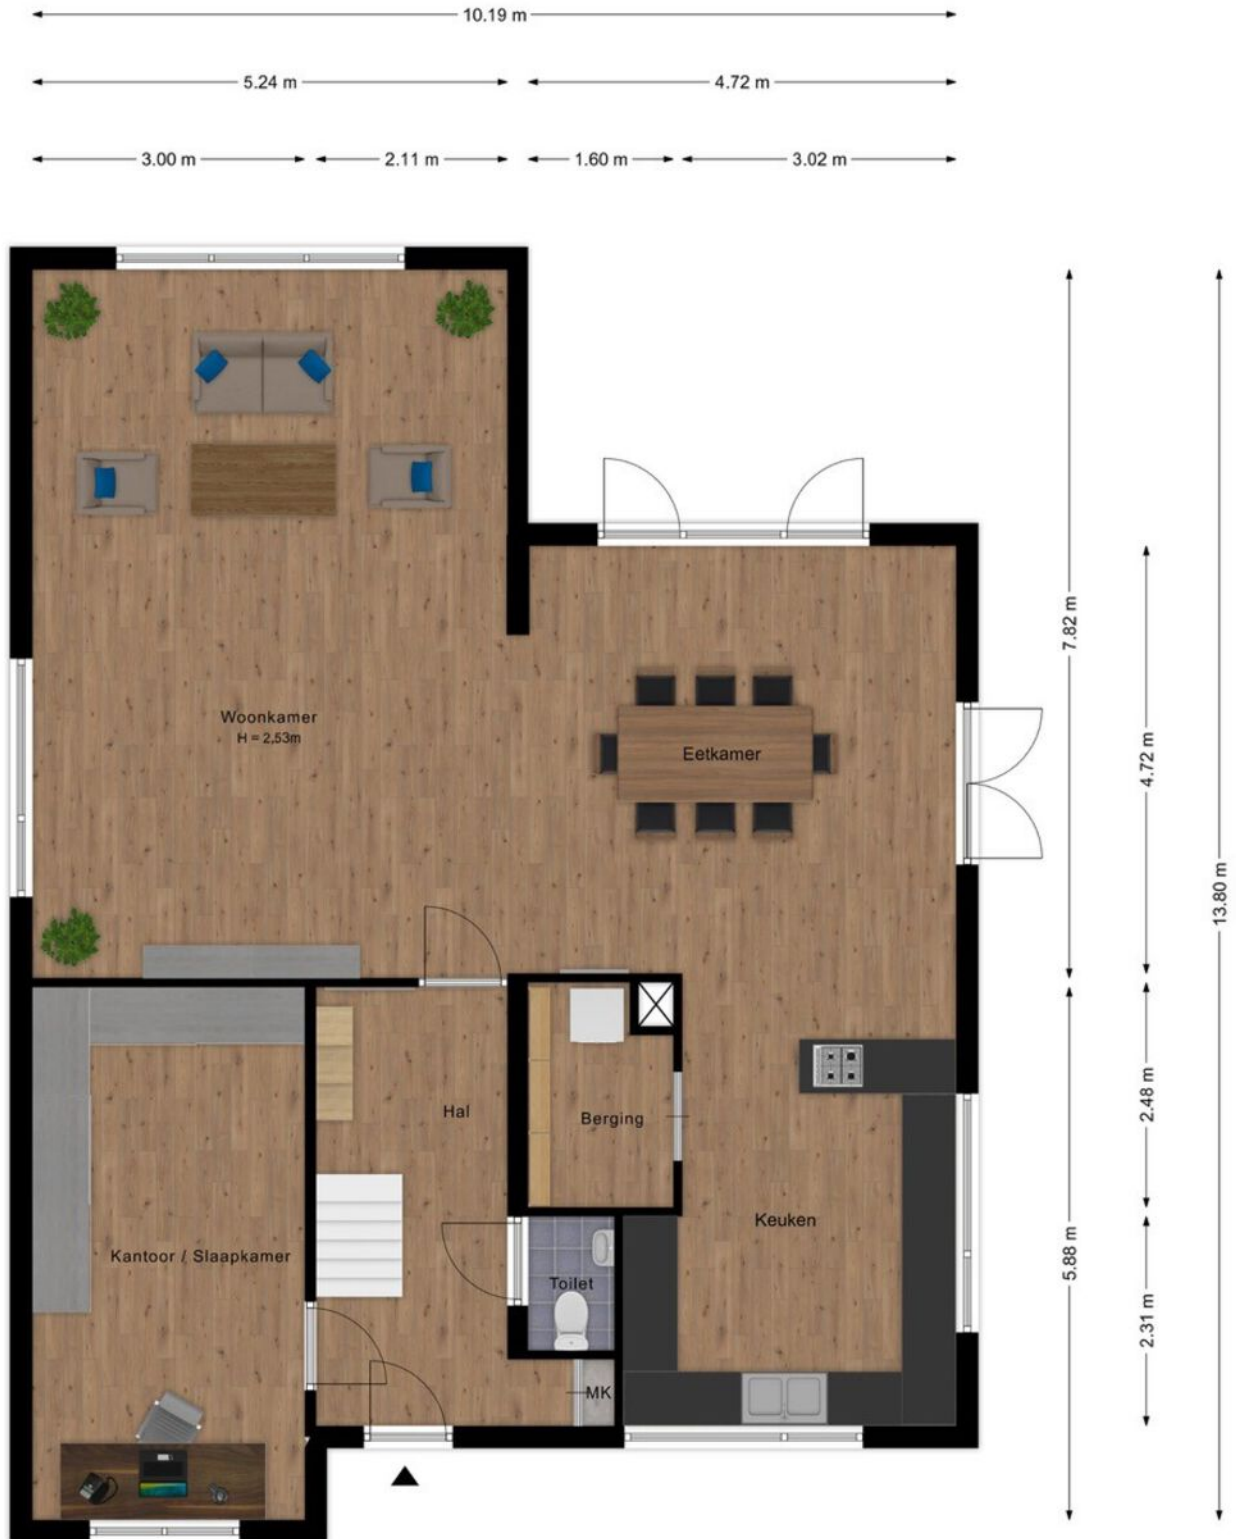 10.19 m
5.24 m
4.72 m
3.00 m
2.11 m
1.60 m
3.02 m
7.82 m
4.72 m
13.80 m
Woonkamer
H = 2,53m
Eetkamer
Hal
Berging
2.48 m
Keuken
5.88 m
Kantoor / Slaapkamer
Toilet
2.31 m
MK